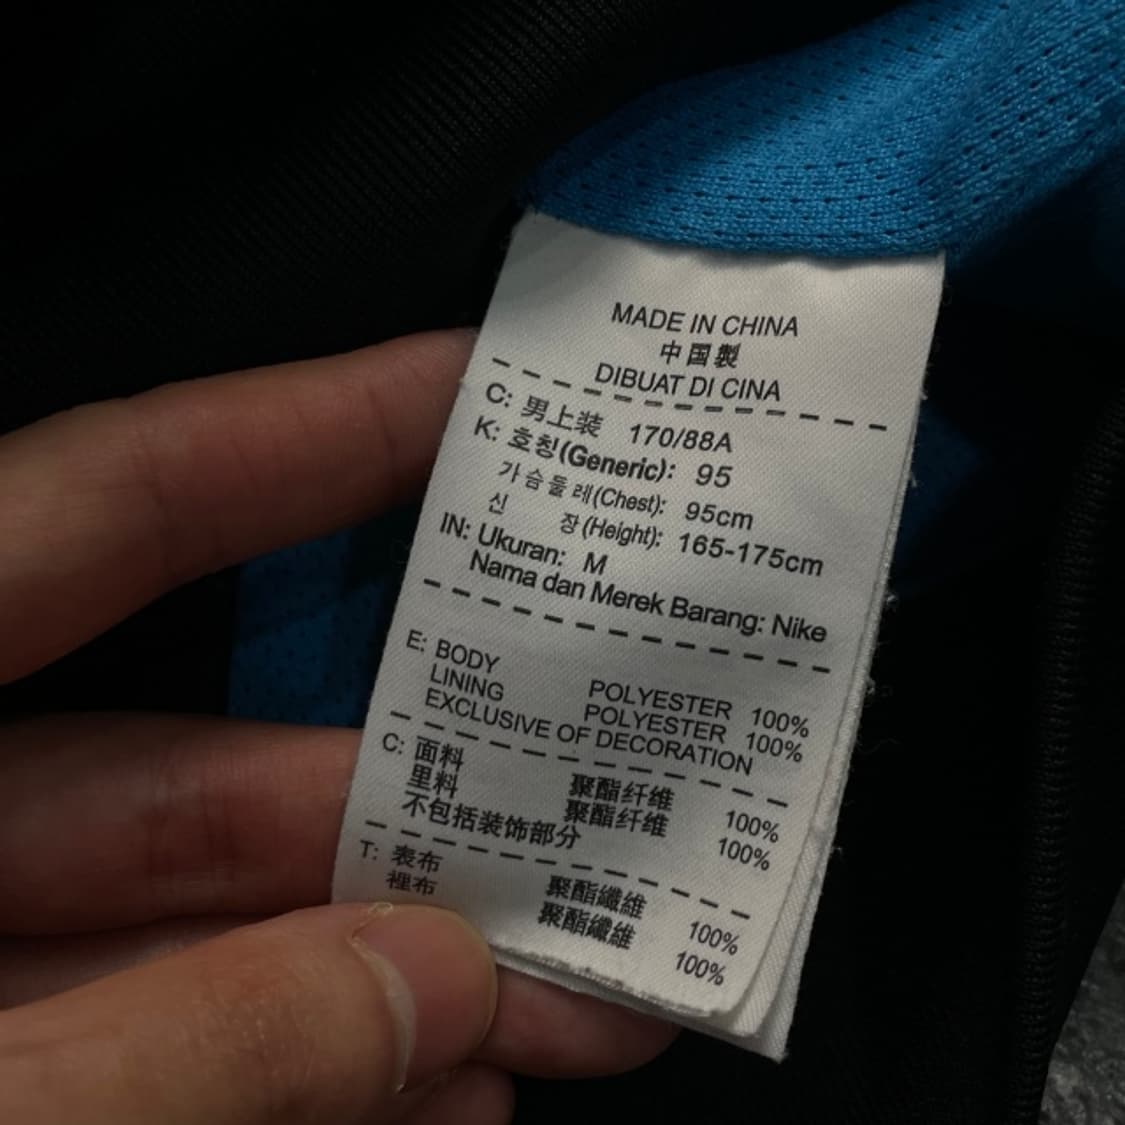 MADE IN CHINA
中国製
DIBUAT DI CINA
C: 男上装 170/88A
K: 호칭(Generic): 95
가슴둘레(Chest): 95cm
신 장(Height): 165-175cm
IN: Ukuran: M
Nama dan Merek Barang: Nike
E: BODY POLYESTER 100%
LINING POLYESTER 100%
EXCLUSIVE OF DECORATION
C: 面料 聚酯纤维 100%
里料 聚酯纤维 100%
不包括装饰部分
T: 表布 聚酯纖維 100%
裡布 聚酯纖維 100%